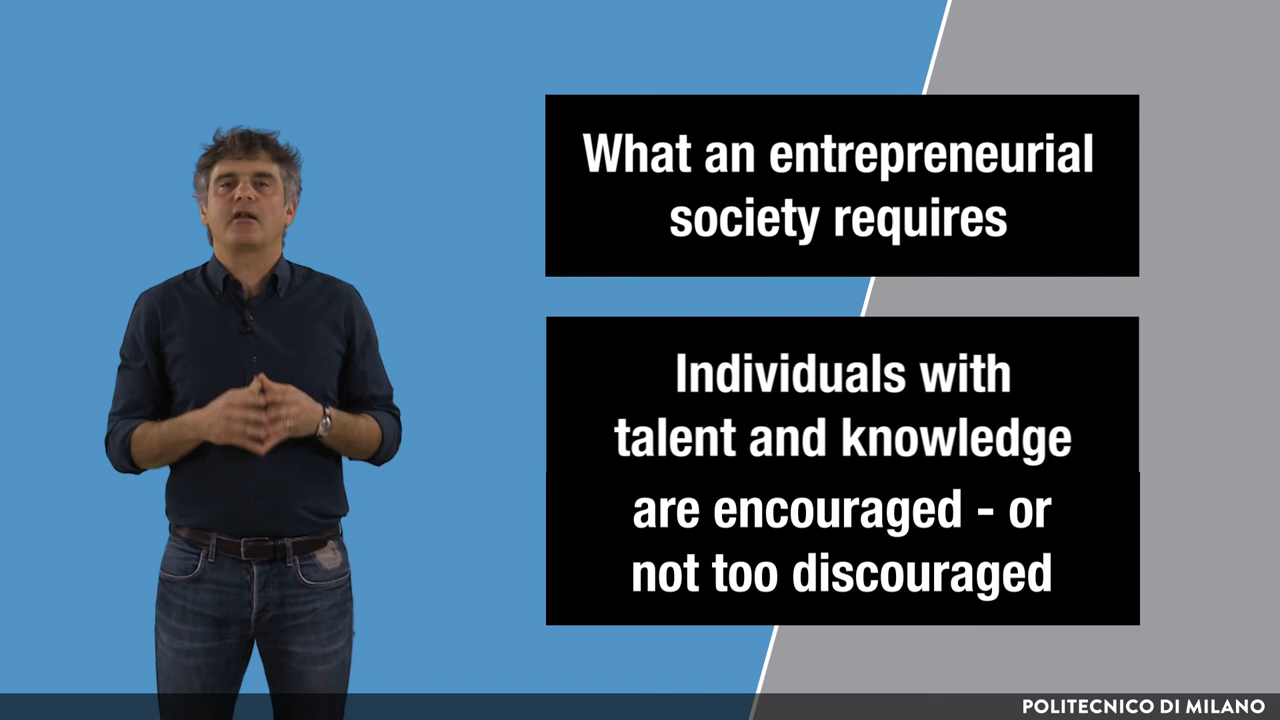 What an entrepreneurial
society requires
Individuals with
talent and knowledge
are encouraged - or
not too discouraged
POLITECNICO DI MILANO